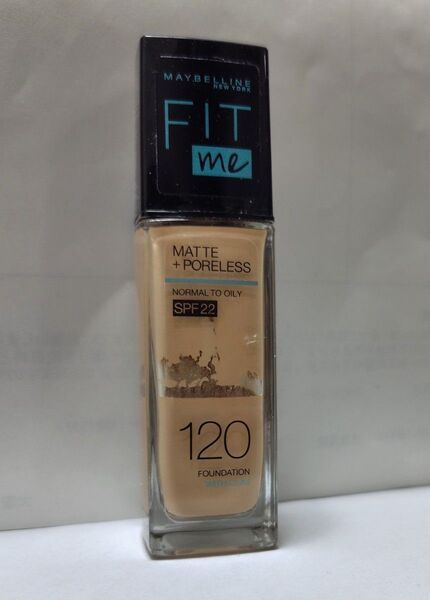 MAYBELLINE
NEW YORK
FIT
me
MATTE
+ PORELESS
NORMAL TO OILY
SPF 22
120
FOUNDATION